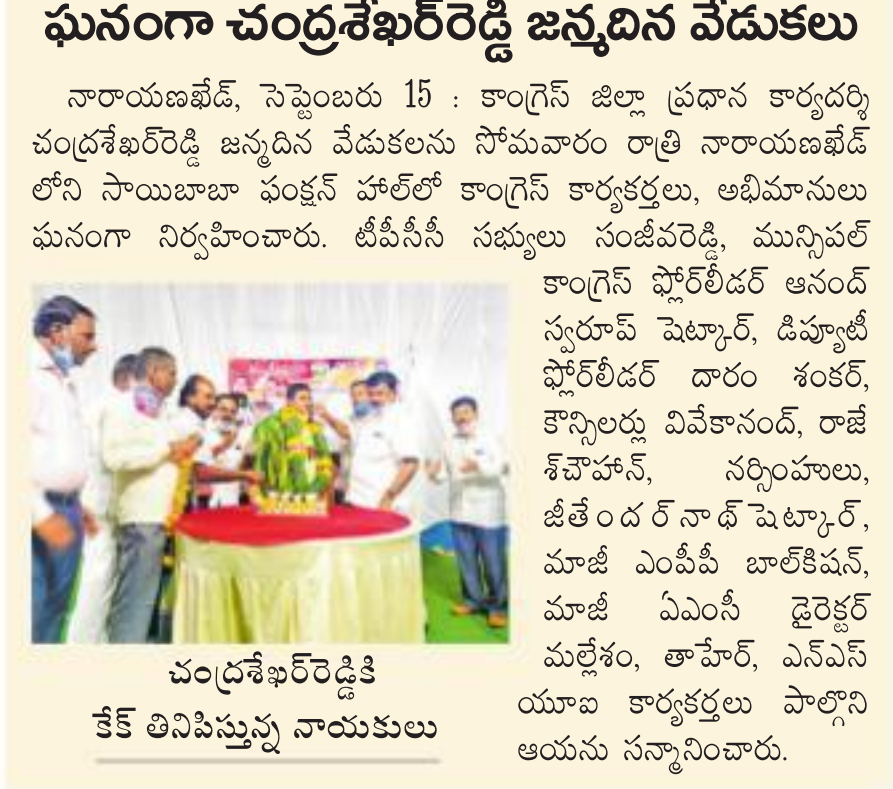 ఘనంగా చంద్రశేఖర్‌రెడ్డి జన్మదిన వేడుకలు
నారాయణఖేడ్, సెప్టెంబరు 15 : కాంగ్రెస్ జిల్లా ప్రధాన కార్యదర్శి
చంద్రశేఖర్‌రెడ్డి జన్మదిన వేడుకలను సోమవారం రాత్రి నారాయణఖేడ్
లోని సాయిబాబా ఫంక్షన్ హాల్‌లో కాంగ్రెస్ కార్యకర్తలు, అభిమానులు
ఘనంగా నిర్వహించారు. టీపీసీసీ సభ్యులు సంజీవరెడ్డి, మున్సిపల్
కాంగ్రెస్ ఫ్లోర్‌లీడర్ ఆనంద్
స్వరూప్ షెట్కార్, డిప్యూటీ
ఫ్లోర్‌లీడర్ దారం శంకర్,
కౌన్సిలర్లు వివేకానంద్, రాజే
శ్‌చౌహాన్, నర్సింహులు,
జీతేందర్‌నాథ్ షెట్కార్,
మాజీ ఎంపీపీ బాల్‌కిషన్,
మాజీ ఏఎంసీ డైరెక్టర్
మల్లేశం, తాహేర్, ఎన్ఎస్
యూఐ కార్యకర్తలు పాల్గొని
ఆయను సన్మానించారు.
చంద్రశేఖర్‌రెడ్డికి
కేక్ తినిపిస్తున్న నాయకులు